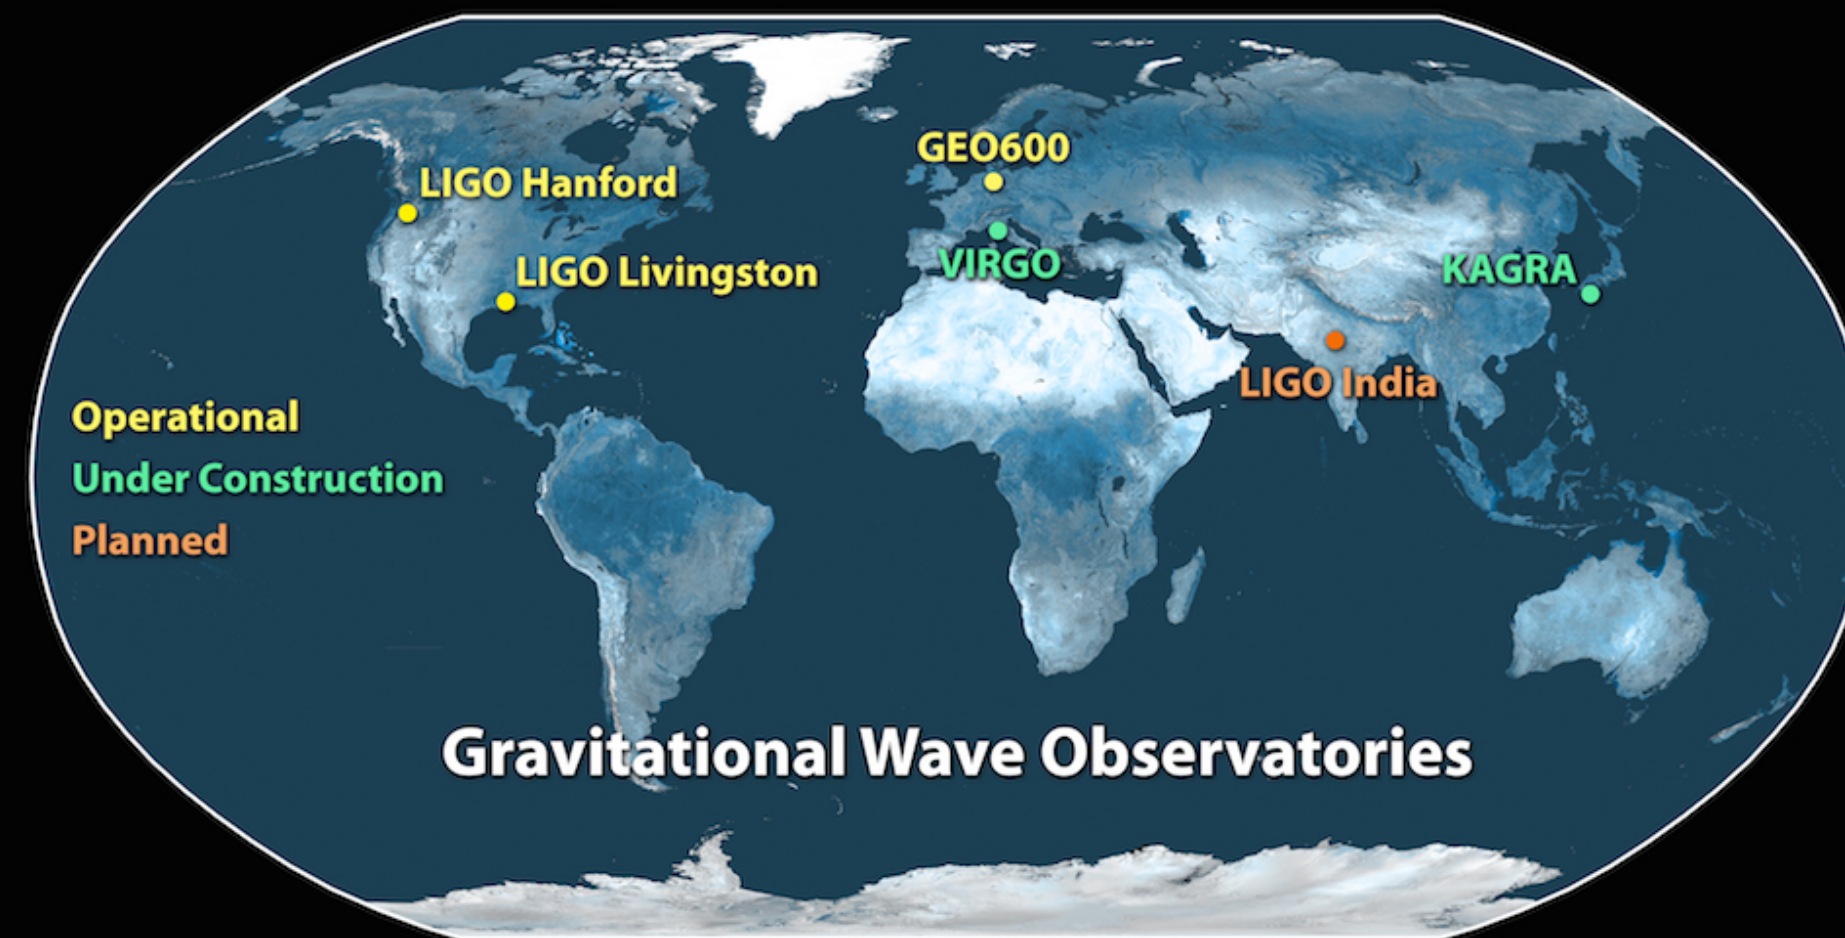 GEO600
LIGO Hanford
VIRGO
LIGO Livingston
KAGRA
LIGO India
Operational
Under Construction
Planned
Gravitational Wave Observatories